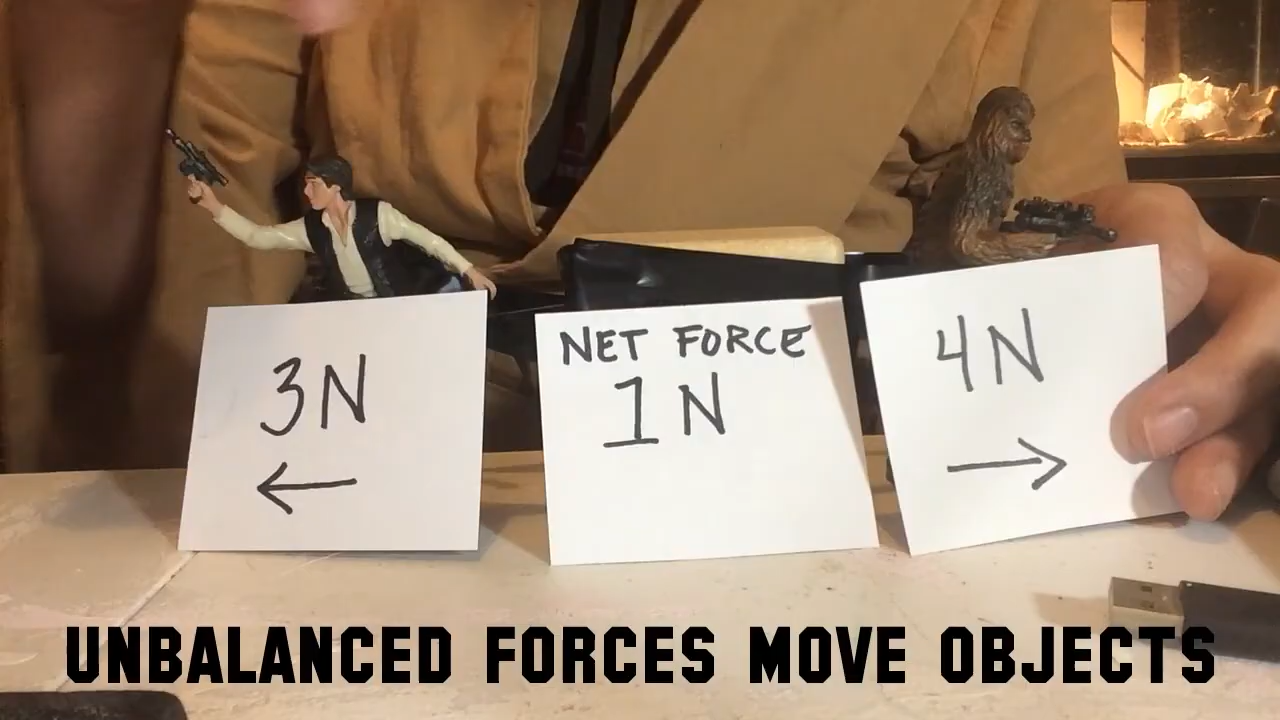 3N
←
NET FORCE
1N
4N
→
UNBALANCED FORCES MOVE OBJECTS